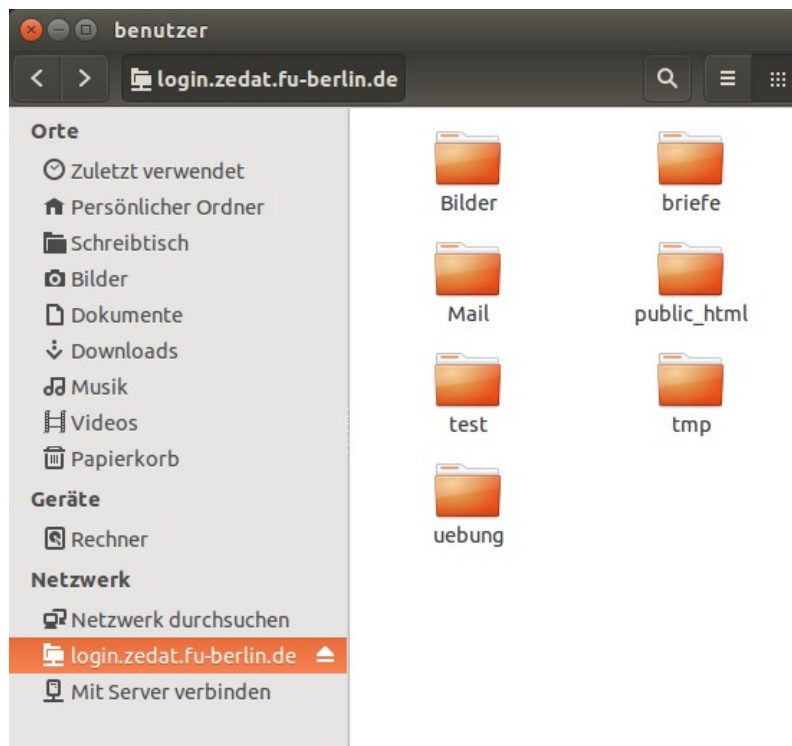 benutzer
login.zedat.fu-berlin.de
Orte
Zuletzt verwendet
Persönlicher Ordner
Schreibtisch
Bilder
Dokumente
Downloads
Musik
Videos
Papierkorb
Geräte
Rechner
Netzwerk
Netzwerk durchsuchen
login.zedat.fu-berlin.de
Mit Server verbinden
Bilder
briefe
Mail
public_html
test
tmp
uebung